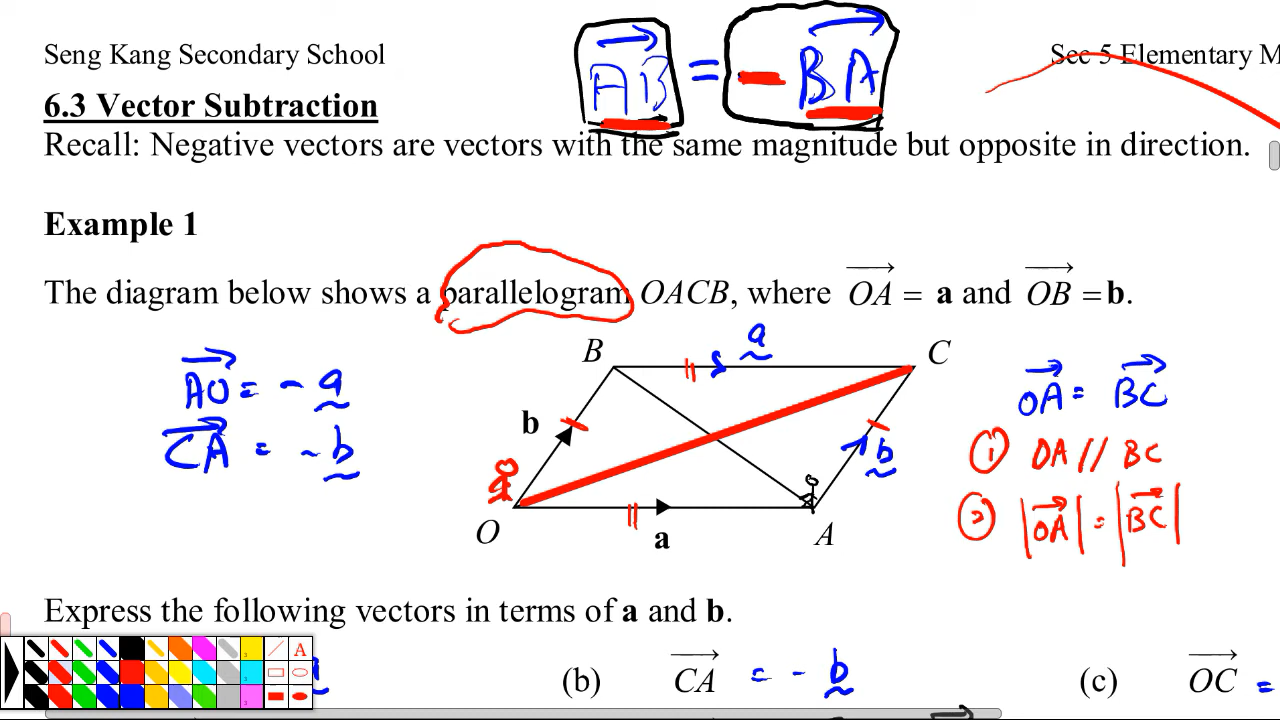 Seng Kang Secondary School
AB = - BA
Sec 5 Elementary M
6.3 Vector Subtraction
Recall: Negative vectors are vectors with the same magnitude but opposite in direction.
Example 1
The diagram below shows a parallelogram OACB, where OA = a and OB = b.
AO = - a
CA = - b
a
B
C
b
b
O
a
A
OA = BC
① OA // BC
② |OA| = |BC|
Express the following vectors in terms of a and b.
A
a
(b) CA = - b
(c) OC =